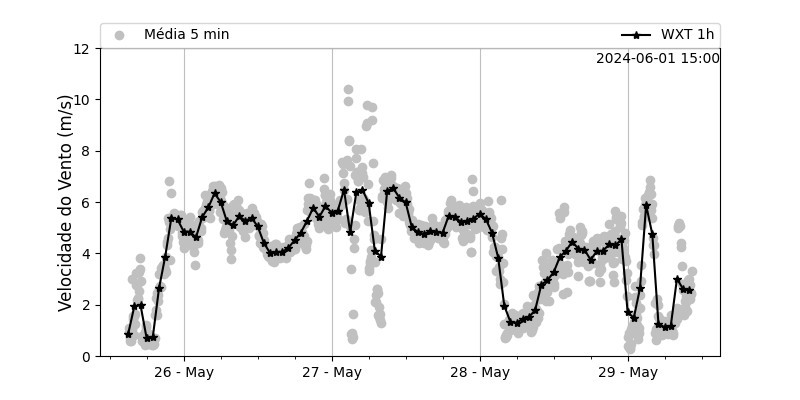 Média 5 min
WXT 1h
2024-06-01 15:00
Velocidade do Vento (m/s)
12
10
8
6
4
2
0
26 - May
27 - May
28 - May
29 - May